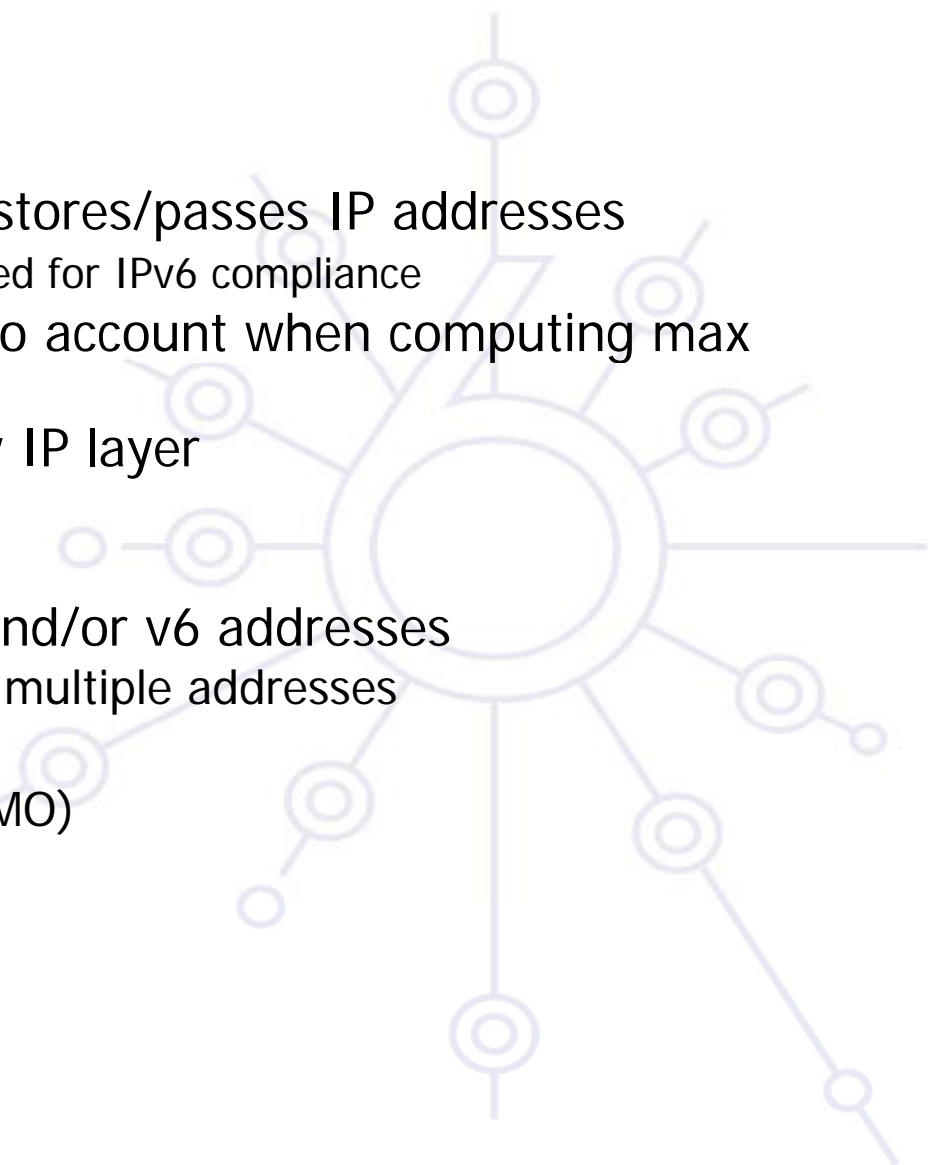 stores/passes IP addresses
ed for IPv6 compliance
o account when computing max
IP layer
nd/or v6 addresses
multiple addresses
MO)